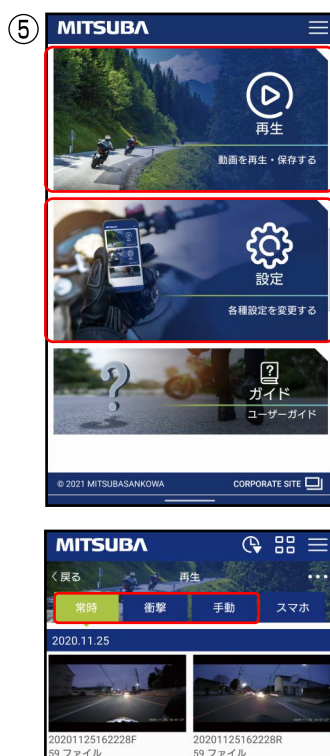 ⑤
MITSUBA
再生
動画を再生・保存する
設定
各種設定を変更する
ガイド
ユーザーガイド
© 2021 MITSUBASANKOWA
CORPORATE SITE
MITSUBA
戻る
再生
常時
衝撃
手動
スマホ
2020.11.25
20201125162228F
20201125162228R
59 ファイル
59 ファイル